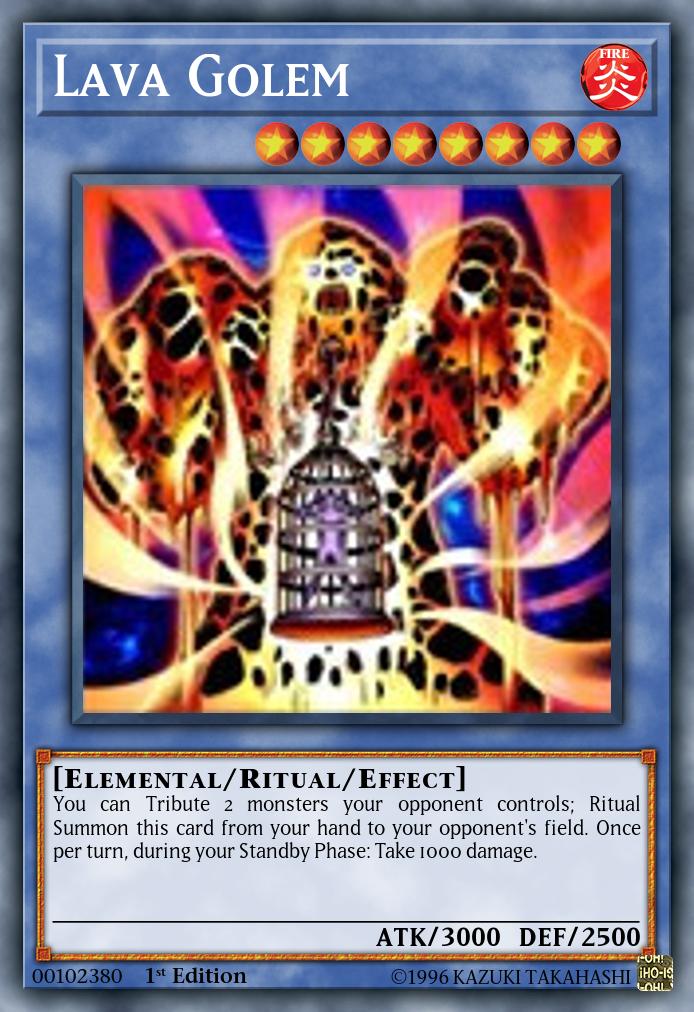 LAVA GOLEM
FIRE
炎
[ELEMENTAL/RITUAL/EFFECT]
You can Tribute 2 monsters your opponent controls; Ritual
Summon this card from your hand to your opponent's field. Once
per turn, during your Standby Phase: Take 1000 damage.
ATK/3000 DEF/2500
00102380 1st Edition ©1996 KAZUKI TAKAHASHI